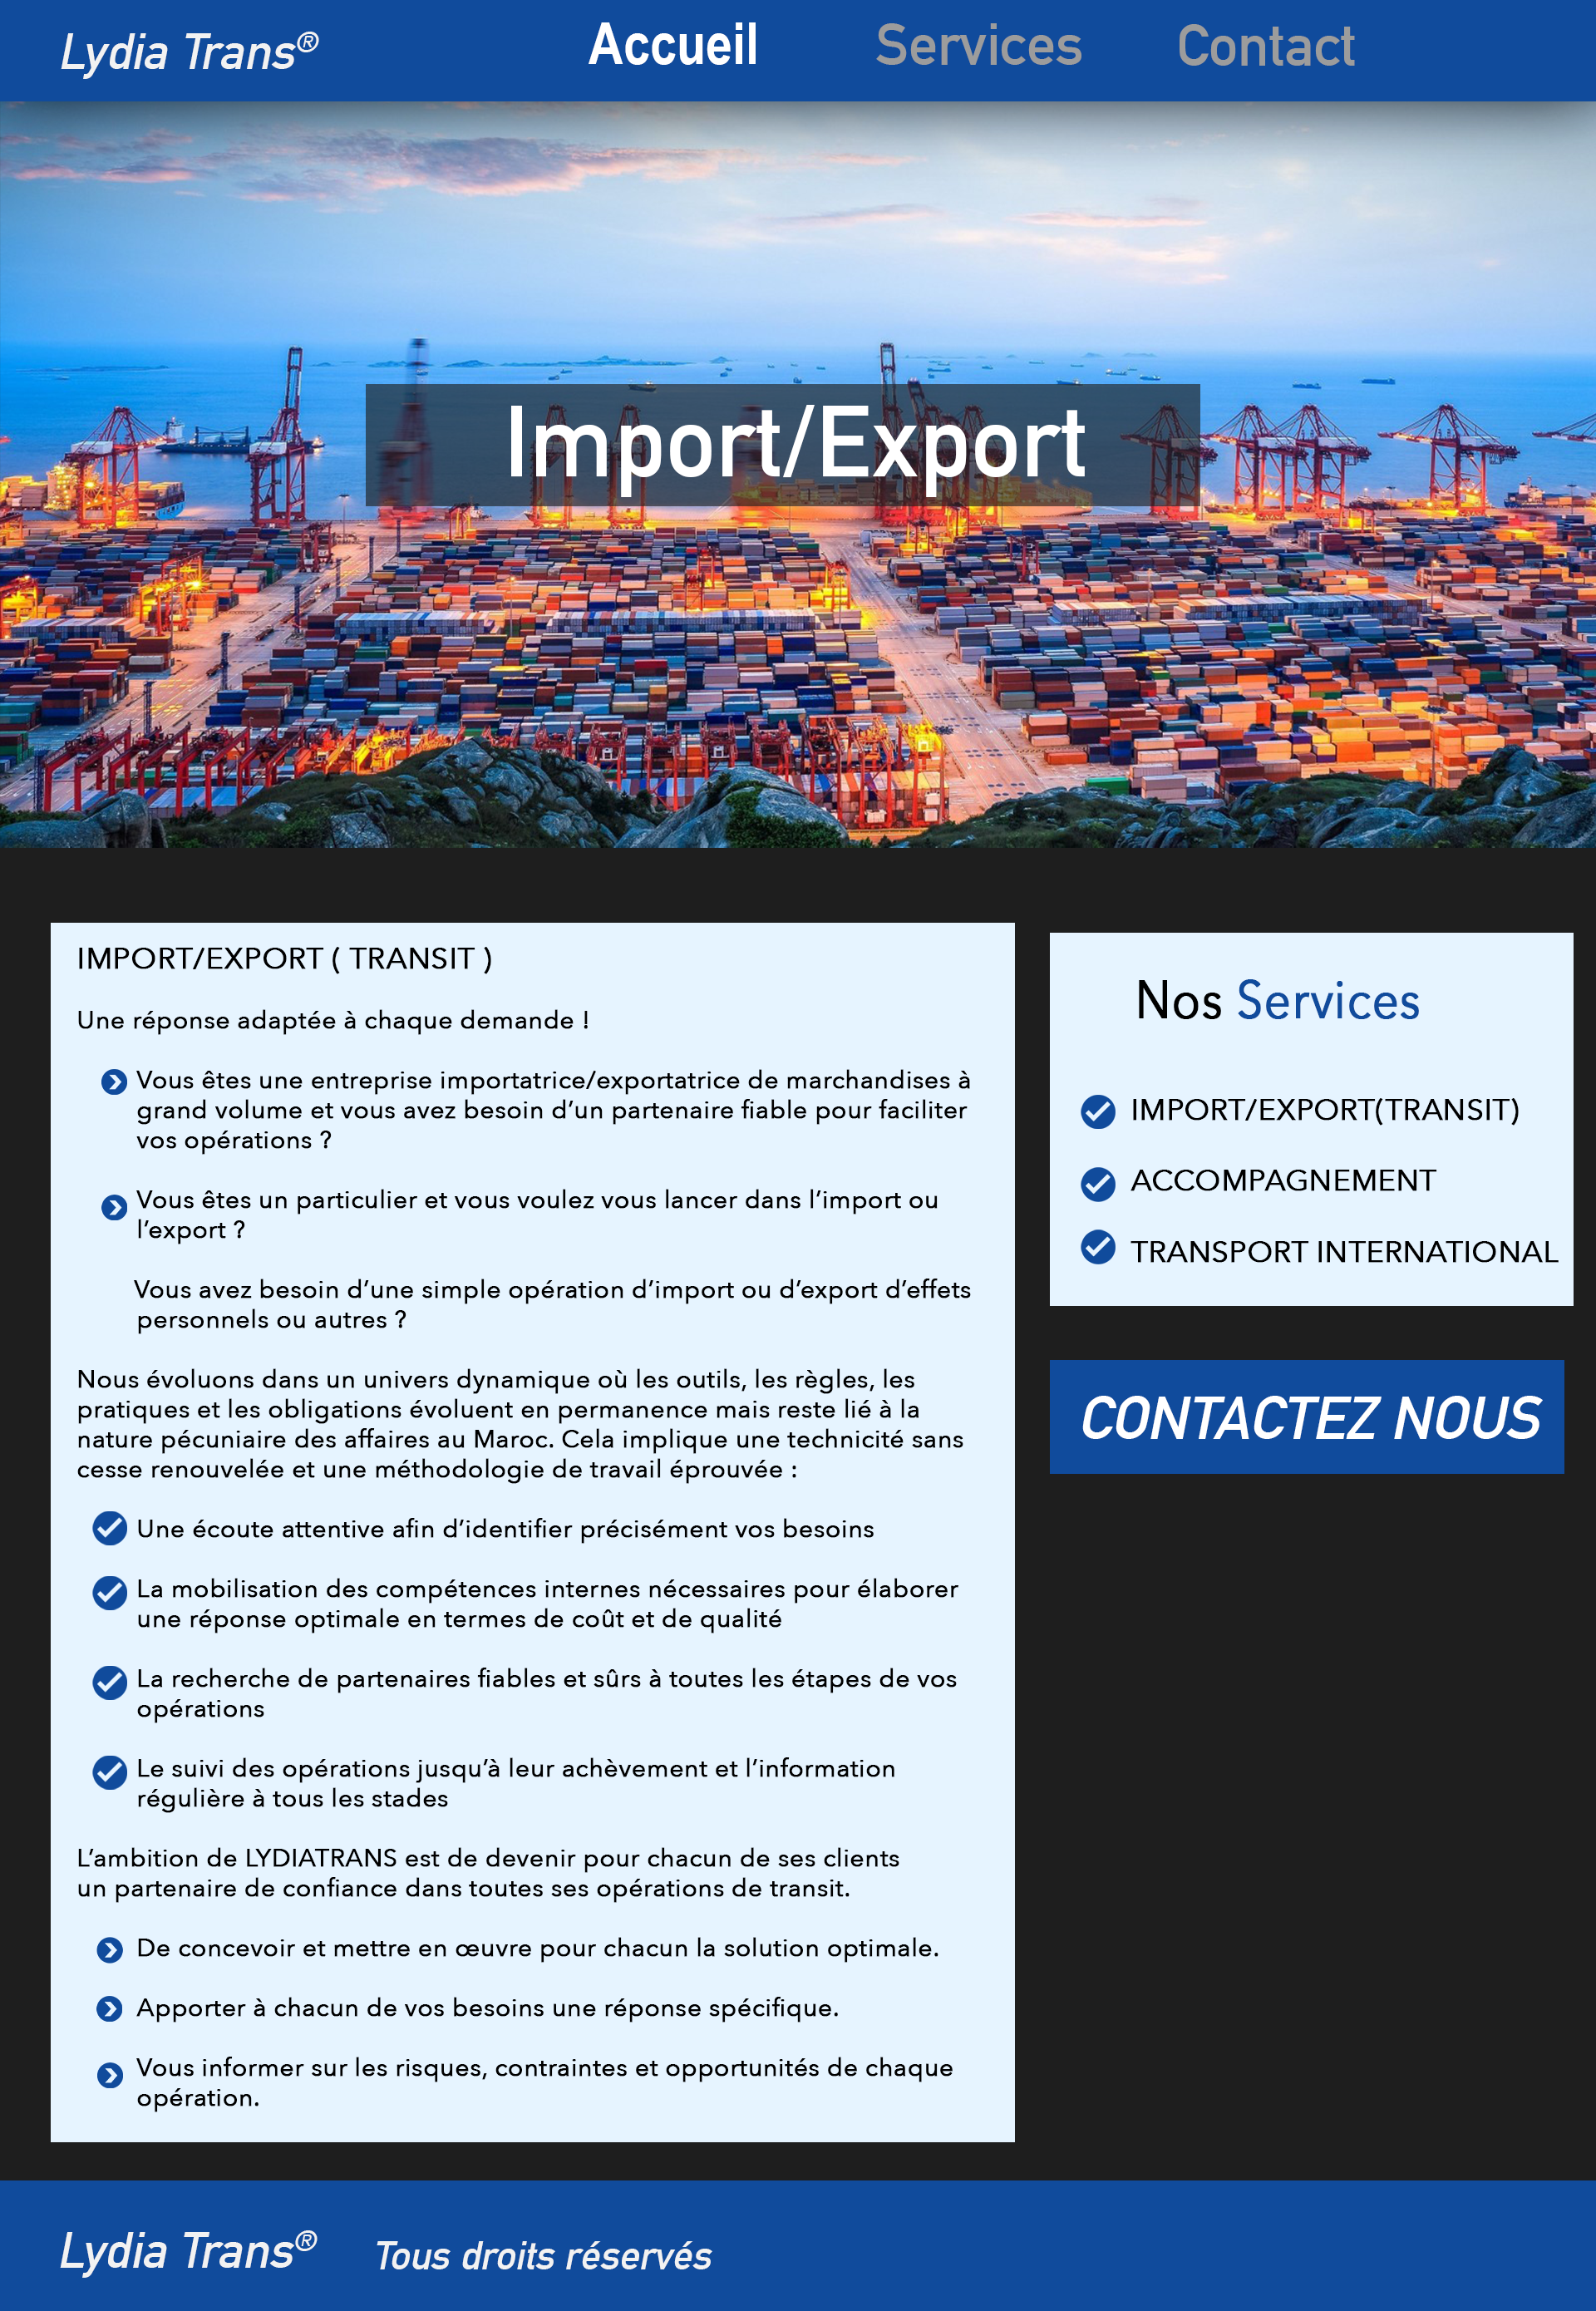 Lydia Trans®
Accueil Services Contact
Import/Export
IMPORT/EXPORT ( TRANSIT )
Une réponse adaptée à chaque demande !
Vous êtes une entreprise importatrice/exportatrice de marchandises à
grand volume et vous avez besoin d’un partenaire fiable pour faciliter
vos opérations ?
Vous êtes un particulier et vous voulez vous lancer dans l’import ou
l’export ?
Vous avez besoin d’une simple opération d’import ou d’export d’effets
personnels ou autres ?
Nous évoluons dans un univers dynamique où les outils, les règles, les
pratiques et les obligations évoluent en permanence mais reste lié à la
nature pécuniaire des affaires au Maroc. Cela implique une technicité sans
cesse renouvelée et une méthodologie de travail éprouvée :
Une écoute attentive afin d’identifier précisément vos besoins
La mobilisation des compétences internes nécessaires pour élaborer
une réponse optimale en termes de coût et de qualité
La recherche de partenaires fiables et sûrs à toutes les étapes de vos
opérations
Le suivi des opérations jusqu’à leur achèvement et l’information
régulière à tous les stades
L’ambition de LYDIATRANS est de devenir pour chacun de ses clients
un partenaire de confiance dans toutes ses opérations de transit.
De concevoir et mettre en œuvre pour chacun la solution optimale.
Apporter à chacun de vos besoins une réponse spécifique.
Vous informer sur les risques, contraintes et opportunités de chaque
opération.
Nos Services
IMPORT/EXPORT(TRANSIT)
ACCOMPAGNEMENT
TRANSPORT INTERNATIONAL
CONTACTEZ NOUS
Lydia Trans®
Tous droits réservés